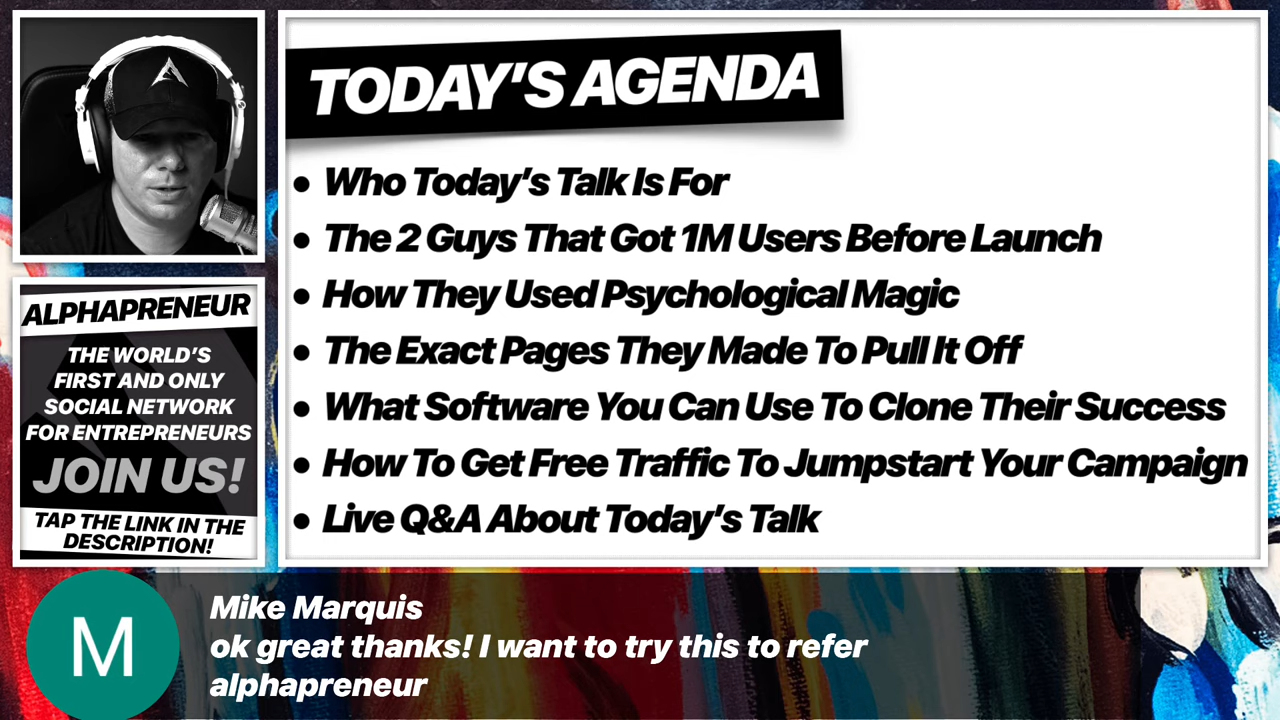 TODAY'S AGENDA
• Who Today's Talk Is For
• The 2 Guys That Got 1M Users Before Launch
• How They Used Psychological Magic
• The Exact Pages They Made To Pull It Off
• What Software You Can Use To Clone Their Success
• How To Get Free Traffic To Jumpstart Your Campaign
• Live Q&A About Today's Talk
ALPHAPRENEUR
THE WORLD'S
FIRST AND ONLY
SOCIAL NETWORK
FOR ENTREPRENEURS
JOIN US!
TAP THE LINK IN THE
DESCRIPTION!
M
Mike Marquis
ok great thanks! I want to try this to refer
alphapreneur